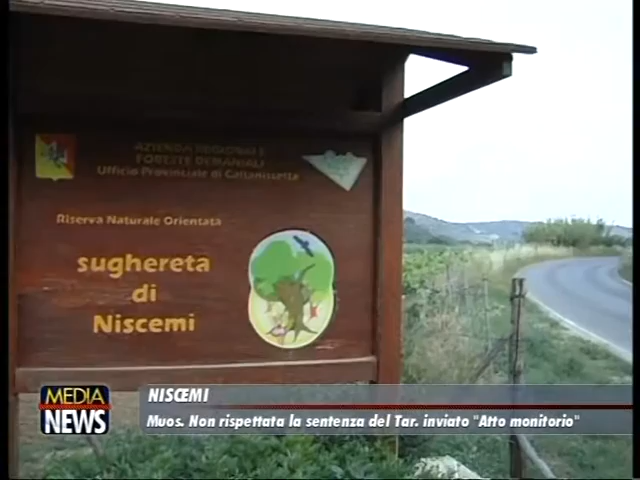 AZIENDA REGIONALE
FORESTE DEMANIALI
Ufficio Provinciale di Caltanissetta
Riserva Naturale Orientata
sughereta
di
Niscemi
MEDIA
NEWS
NISCEMI
Muos. Non rispettata la sentenza del Tar. inviato "Atto monitorio"